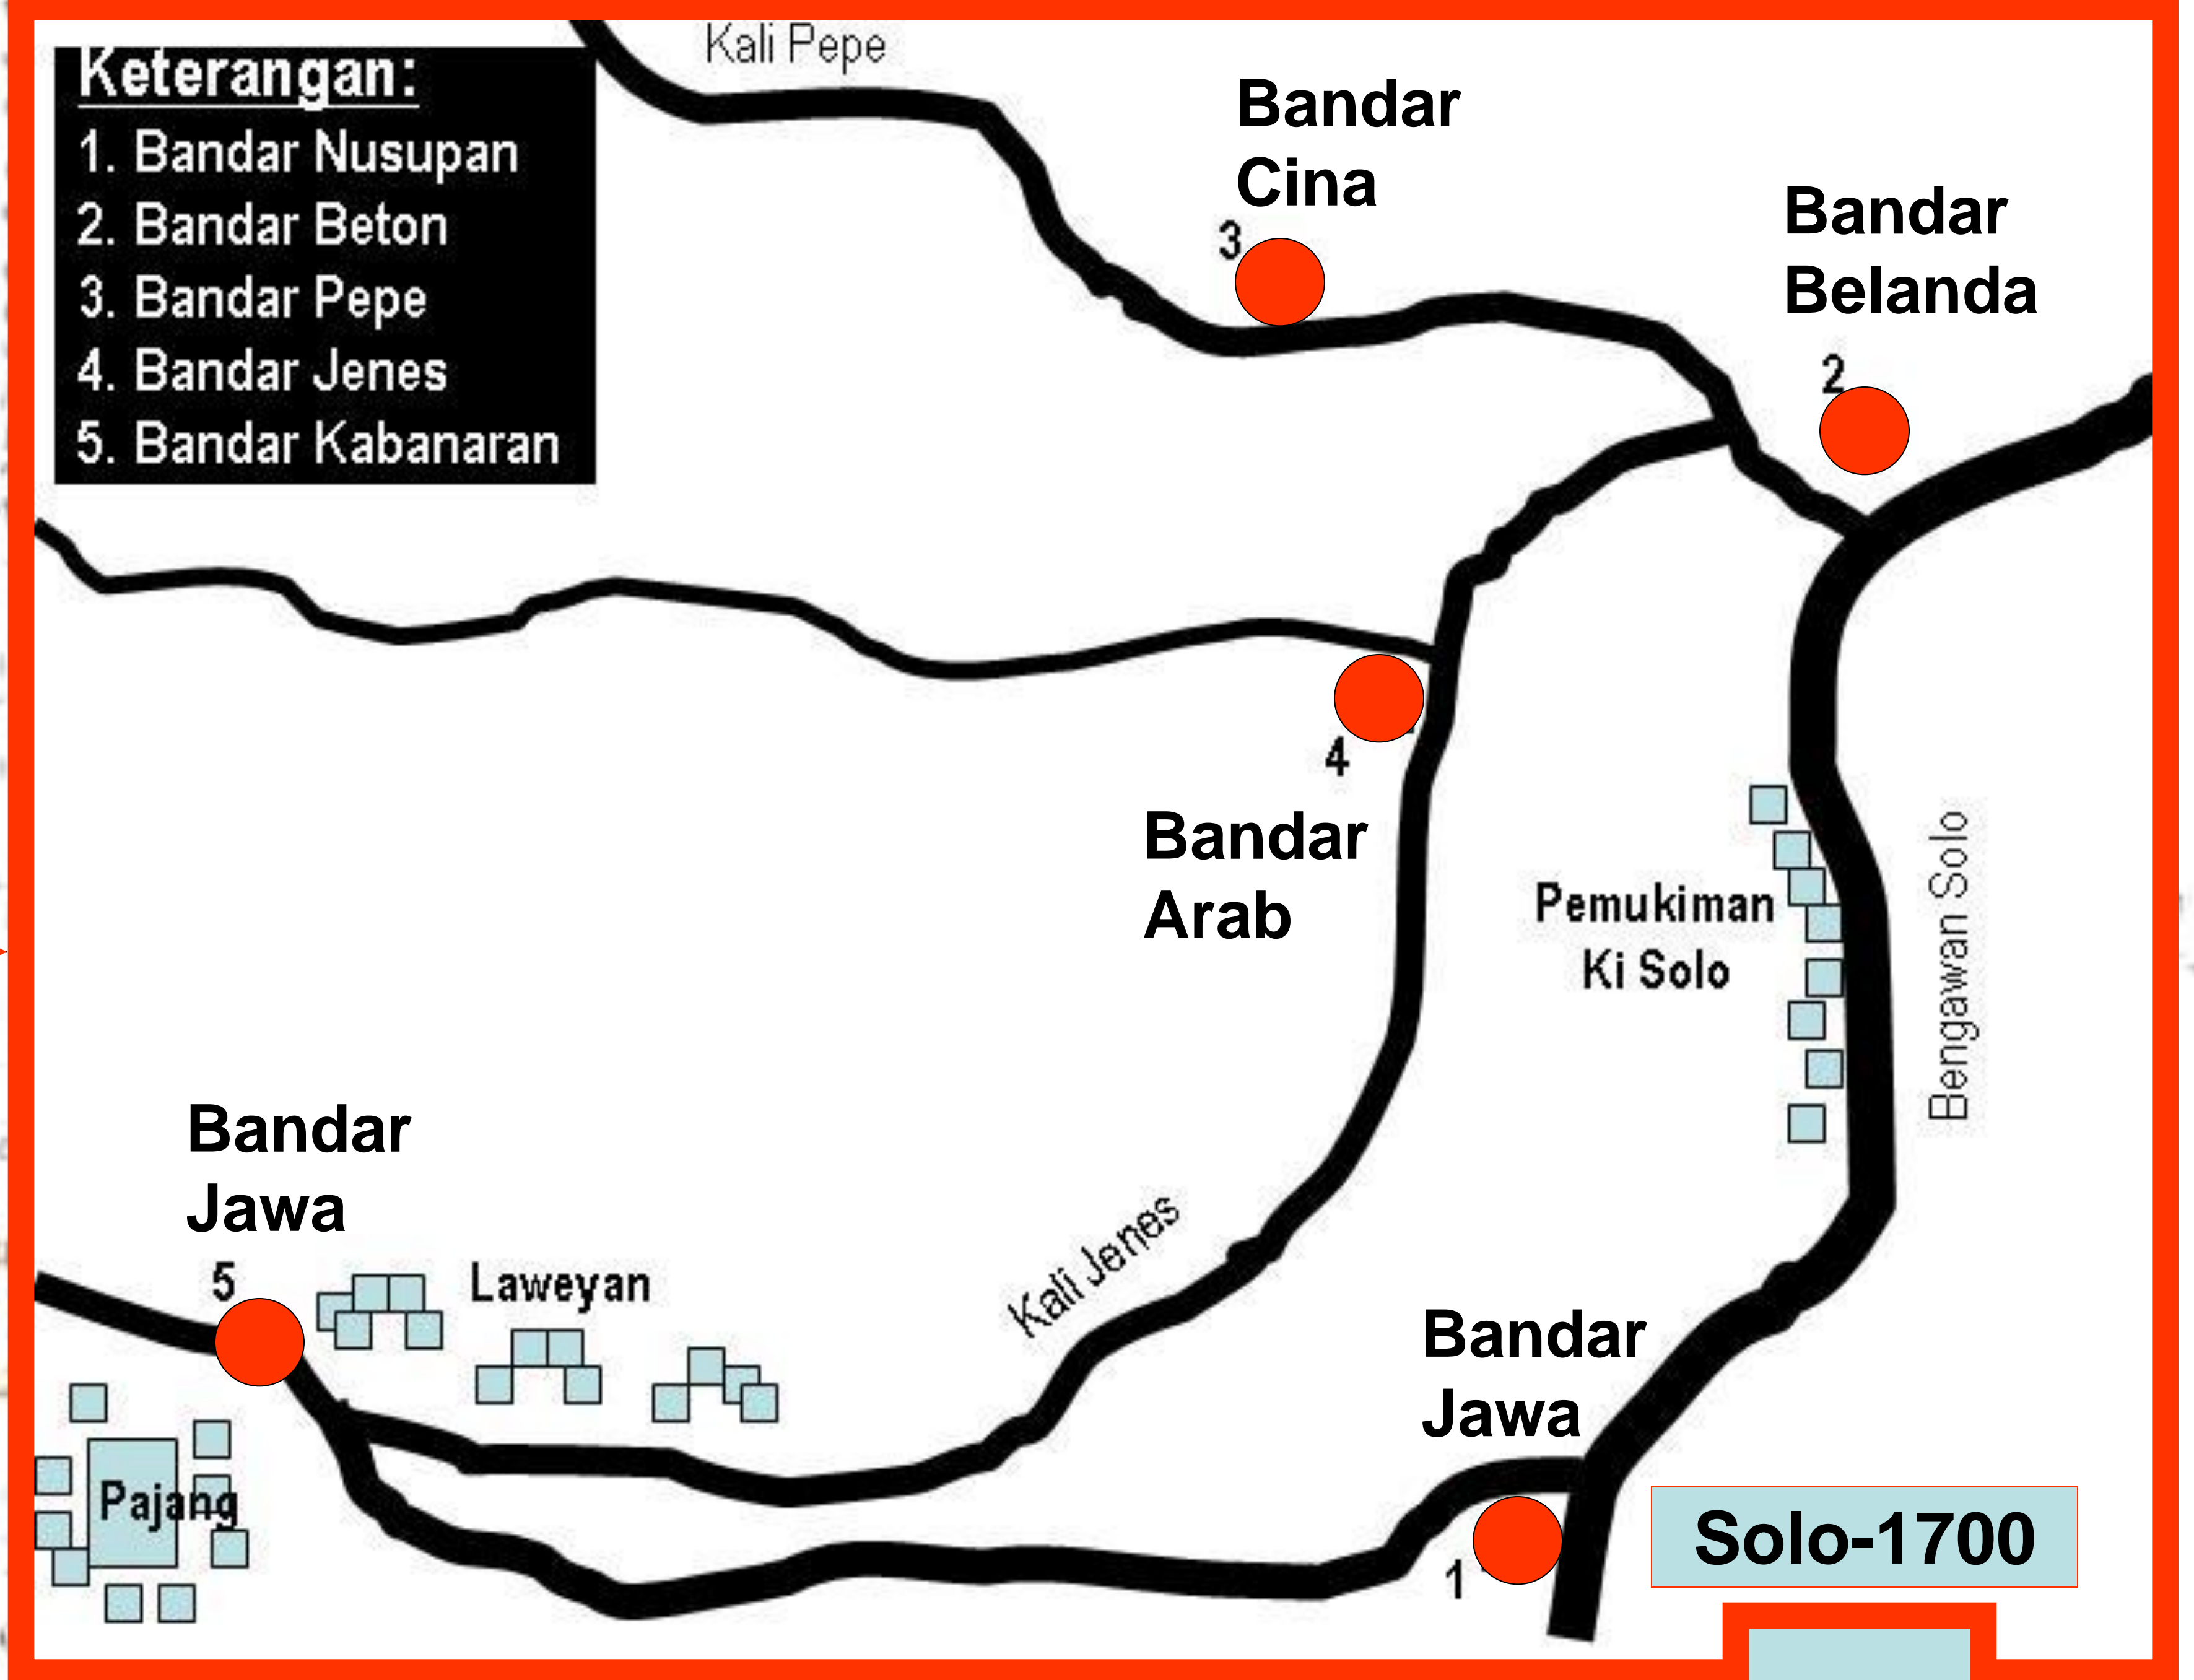 Keterangan:
1. Bandar Nusupan
2. Bandar Beton
3. Bandar Pepe
4. Bandar Jenes
5. Bandar Kabanaran
Kali Pepe
Bandar
Cina
3
Bandar
Belanda
2
4
Bandar
Arab
Pemukiman
Ki Solo
Bengawan Solo
Bandar
Jawa
5
Laweyan
Kali Jenes
Pajang
Bandar
Jawa
1
Solo-1700